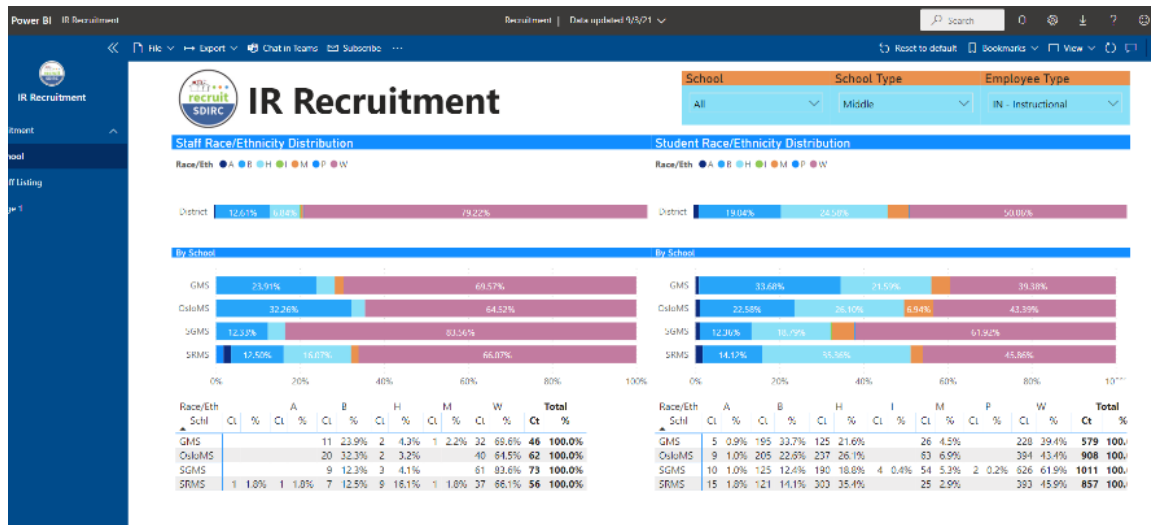 Power BI IR Recruitment Recruitment | Data updated 9/3/21 Search
File Export Chat in Teams Subscribe ··· Reset to default Bookmarks View
IR Recruitment
recruit
SDIRC
IR Recruitment
School School Type Employee Type
All Middle IN - Instructional
itment
hool
ff Listing
ge 1
Staff Race/Ethnicity Distribution
Race/Eth A B H I M P W
District 12.61% 6.04% 79.22%
By School
GMS 23.91% 69.57%
OsloMS 32.26% 64.52%
SGMS 12.33% 83.56%
SRMS 12.50% 16.07% 66.07%
0% 20% 40% 60% 80% 100%
Race/Eth A B H M W Total
Schl Ct % Ct % Ct % Ct % Ct % Ct % Ct %
GMS 11 23.9% 2 4.3% 1 2.2% 32 69.6% 46 100.0%
OsloMS 20 32.3% 2 3.2% 40 64.5% 62 100.0%
SGMS 9 12.3% 3 4.1% 61 83.6% 73 100.0%
SRMS 1 1.8% 1 1.8% 7 12.5% 9 16.1% 1 1.8% 37 66.1% 56 100.0%
Student Race/Ethnicity Distribution
Race/Eth A B H I M P W
District 19.04% 24.58% 50.06%
By School
GMS 33.68% 21.59% 39.38%
OsloMS 22.58% 26.10% 6.94% 43.39%
SGMS 12.36% 18.79% 61.92%
SRMS 14.12% 45.86%
0% 20% 40% 60% 80%
Race/Eth A B H I M P W Total
Schl Ct % Ct % Ct % Ct % Ct % Ct % Ct % Ct %
GMS 5 0.9% 195 33.7% 125 21.6% 26 4.5% 228 39.4% 579 100.
OsloMS 9 1.0% 205 22.6% 237 26.1% 63 6.9% 394 43.4% 908 100.
SGMS 10 1.0% 125 12.4% 190 18.8% 4 0.4% 54 5.3% 2 0.2% 626 61.9% 1011 100.
SRMS 15 1.8% 121 14.1% 303 35.4% 25 2.9% 393 45.9% 857 100.